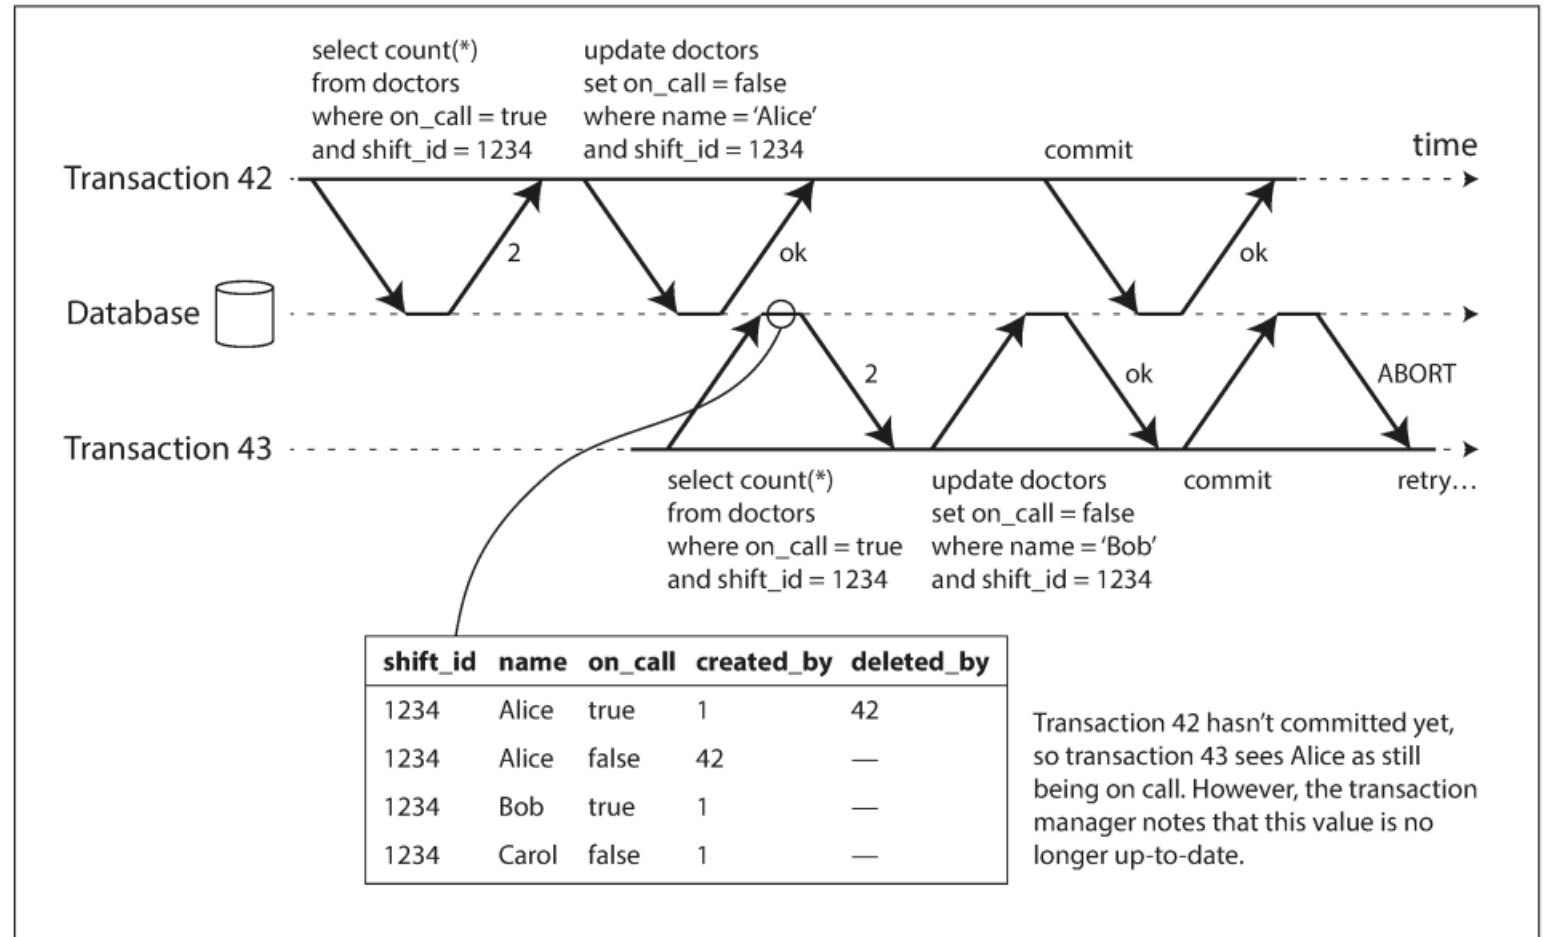 select count(*)
from doctors
where on_call = true
and shift_id = 1234
update doctors
set on_call = false
where name = ‘Alice’
and shift_id = 1234
commit
time
Transaction 42
2
ok
ok
Database
2
ok
ABORT
Transaction 43
select count(*)
from doctors
where on_call = true
and shift_id = 1234
update doctors
set on_call = false
where name = ‘Bob’
and shift_id = 1234
commit
retry…
shift_id name on_call created_by deleted_by
1234 Alice true 1 42
1234 Alice false 42 —
1234 Bob true 1 —
1234 Carol false 1 —
Transaction 42 hasn’t committed yet,
so transaction 43 sees Alice as still
being on call. However, the transaction
manager notes that this value is no
longer up-to-date.